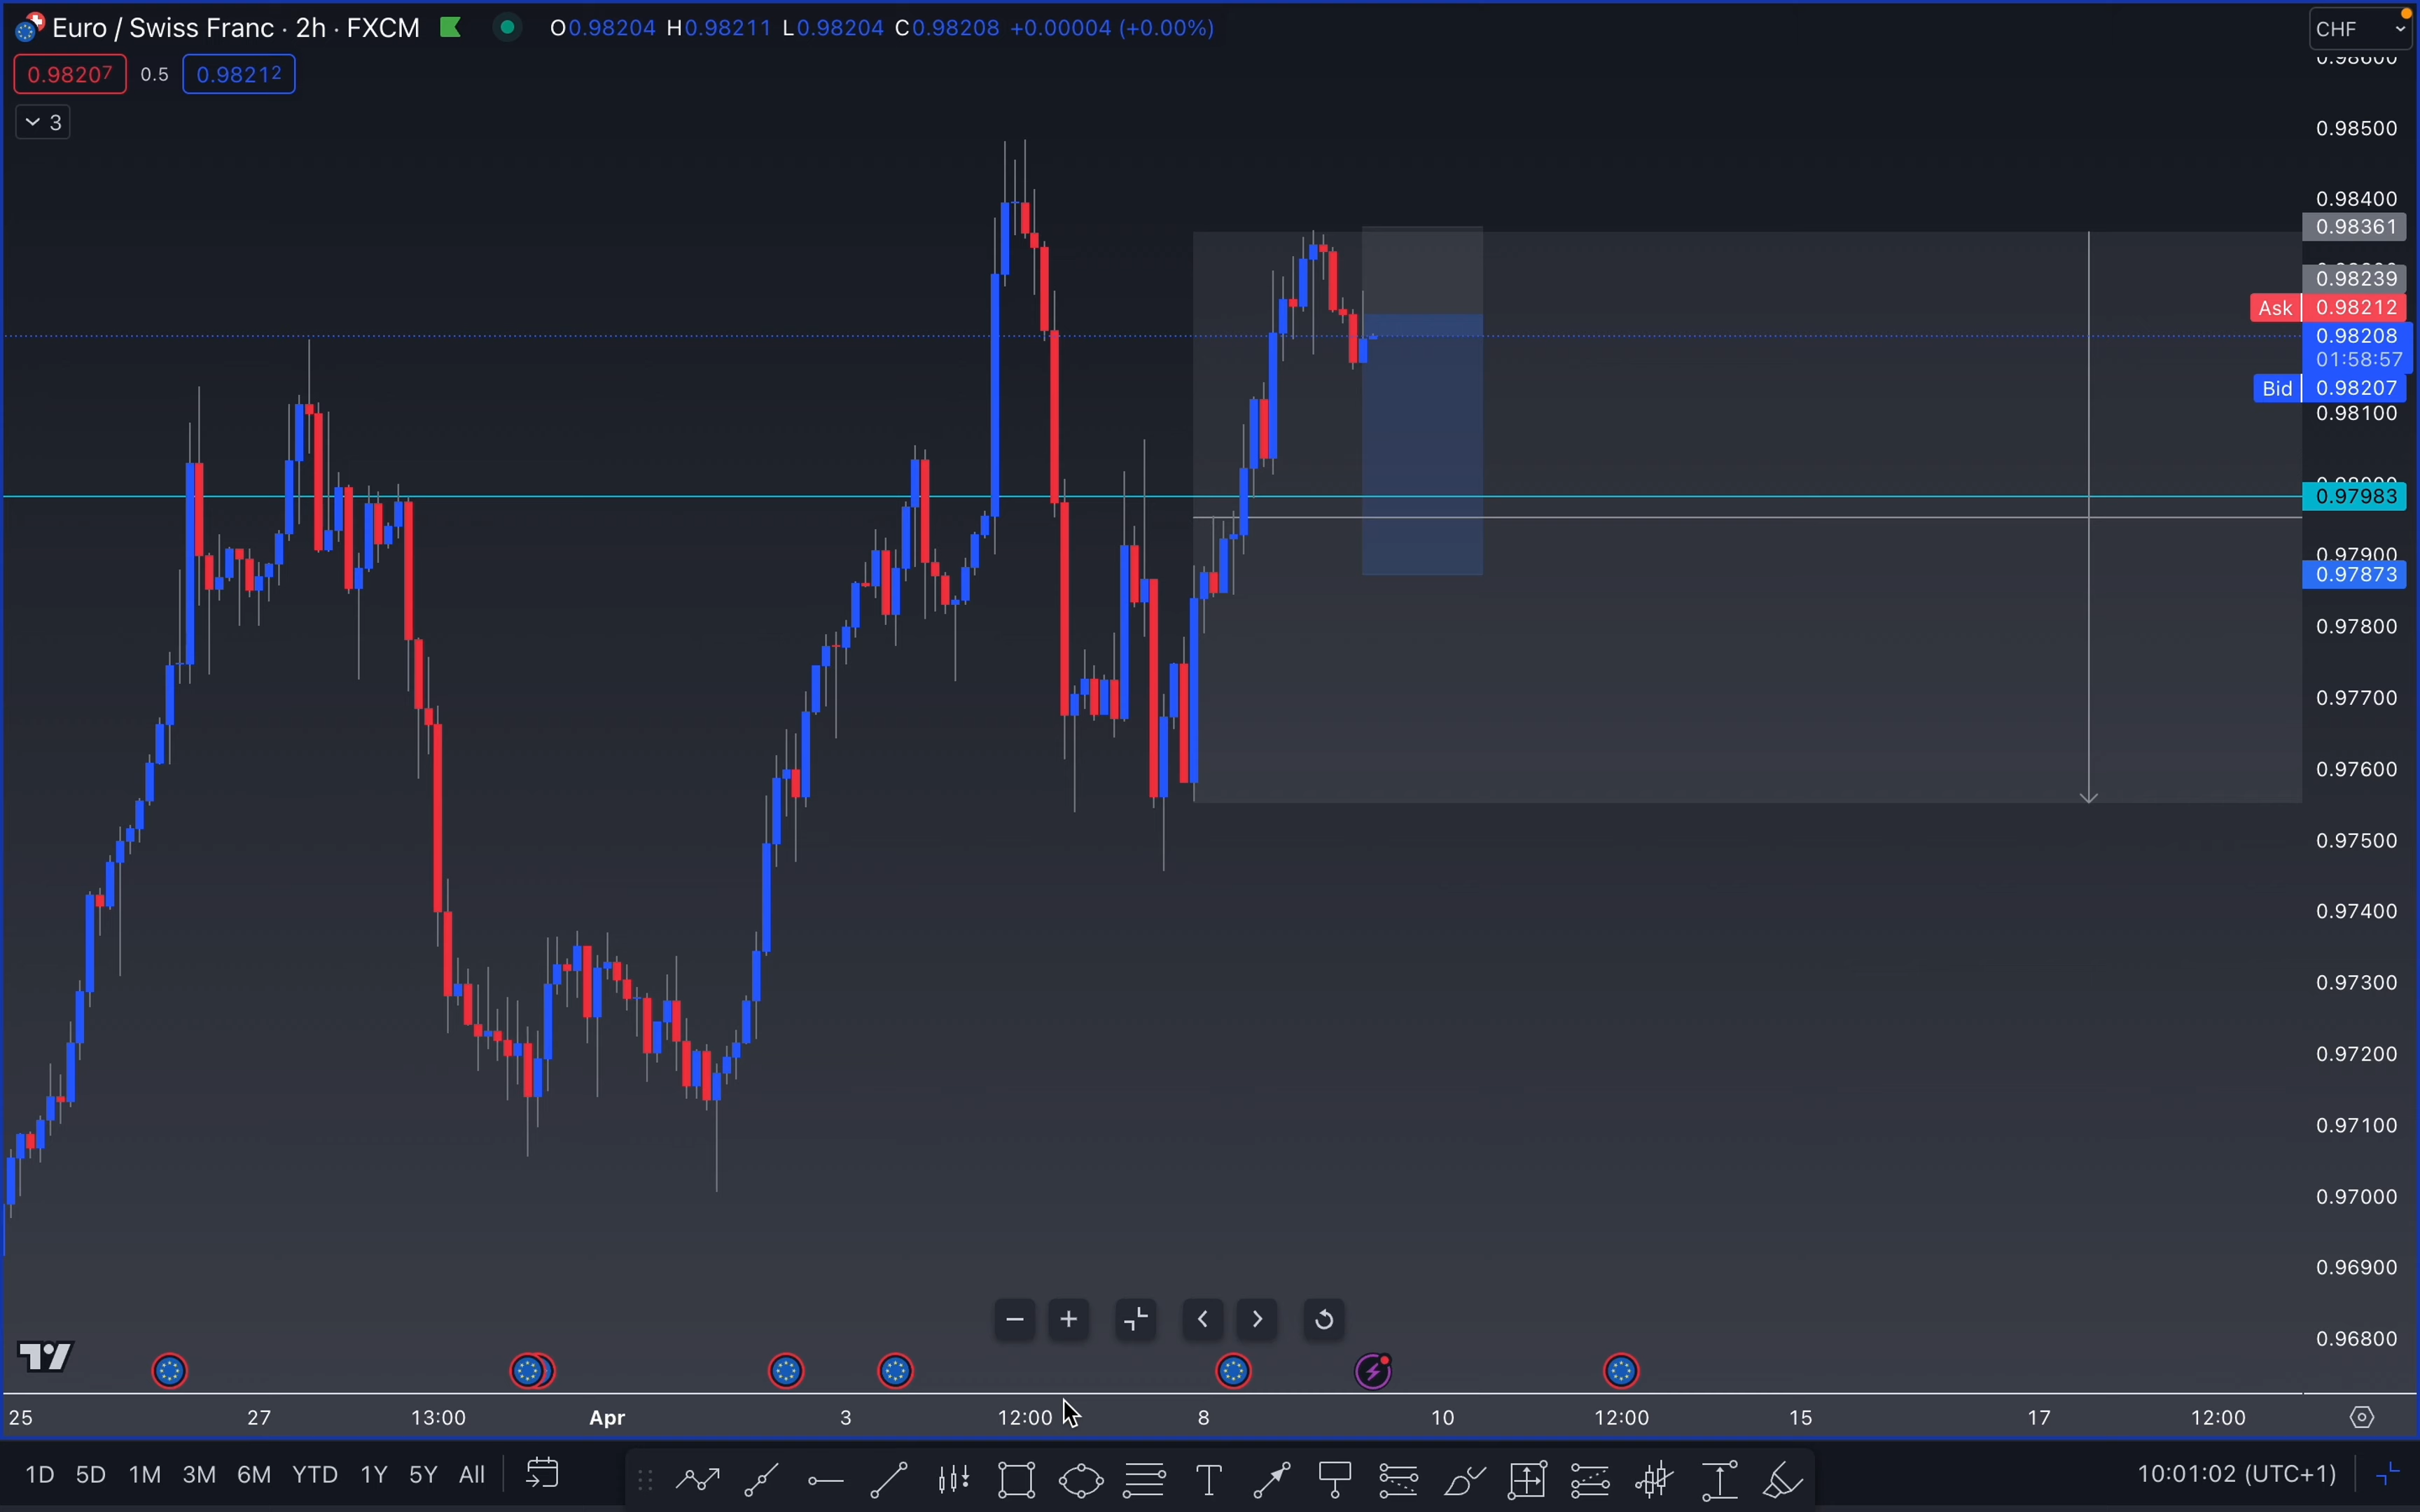 Euro / Swiss Franc · 2h · FXCM O0.98204 H0.98211 L0.98204 C0.98208 +0.00004 (+0.00%)
CHF
0.98207 0.5 0.98212
3
0.98600
0.98500
0.98400
0.98361
0.98239
Ask 0.98212
0.98208
01:58:57
Bid 0.98207
0.98100
0.97983
0.97900
0.97873
0.97800
0.97700
0.97600
0.97500
0.97400
0.97300
0.97200
0.97100
0.97000
0.96900
0.96800
25 27 13:00 Apr 3 12:00 8 10 12:00 15 17 12:00
1D 5D 1M 3M 6M YTD 1Y 5Y All
10:01:02 (UTC+1)